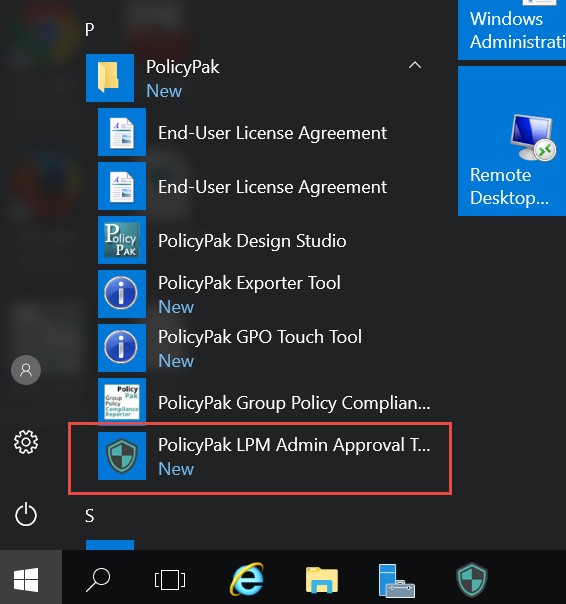 P
PolicyPak
New
Windows
Administrati
End-User License Agreement
End-User License Agreement
Remote
Desktop...
Policy
Pak
PolicyPak Design Studio
PolicyPak Exporter Tool
New
PolicyPak GPO Touch Tool
New
Policy
Pak
Group Policy
Compliance
Reporter
PolicyPak Group Policy Complian...
PolicyPak LPM Admin Approval T...
New
S